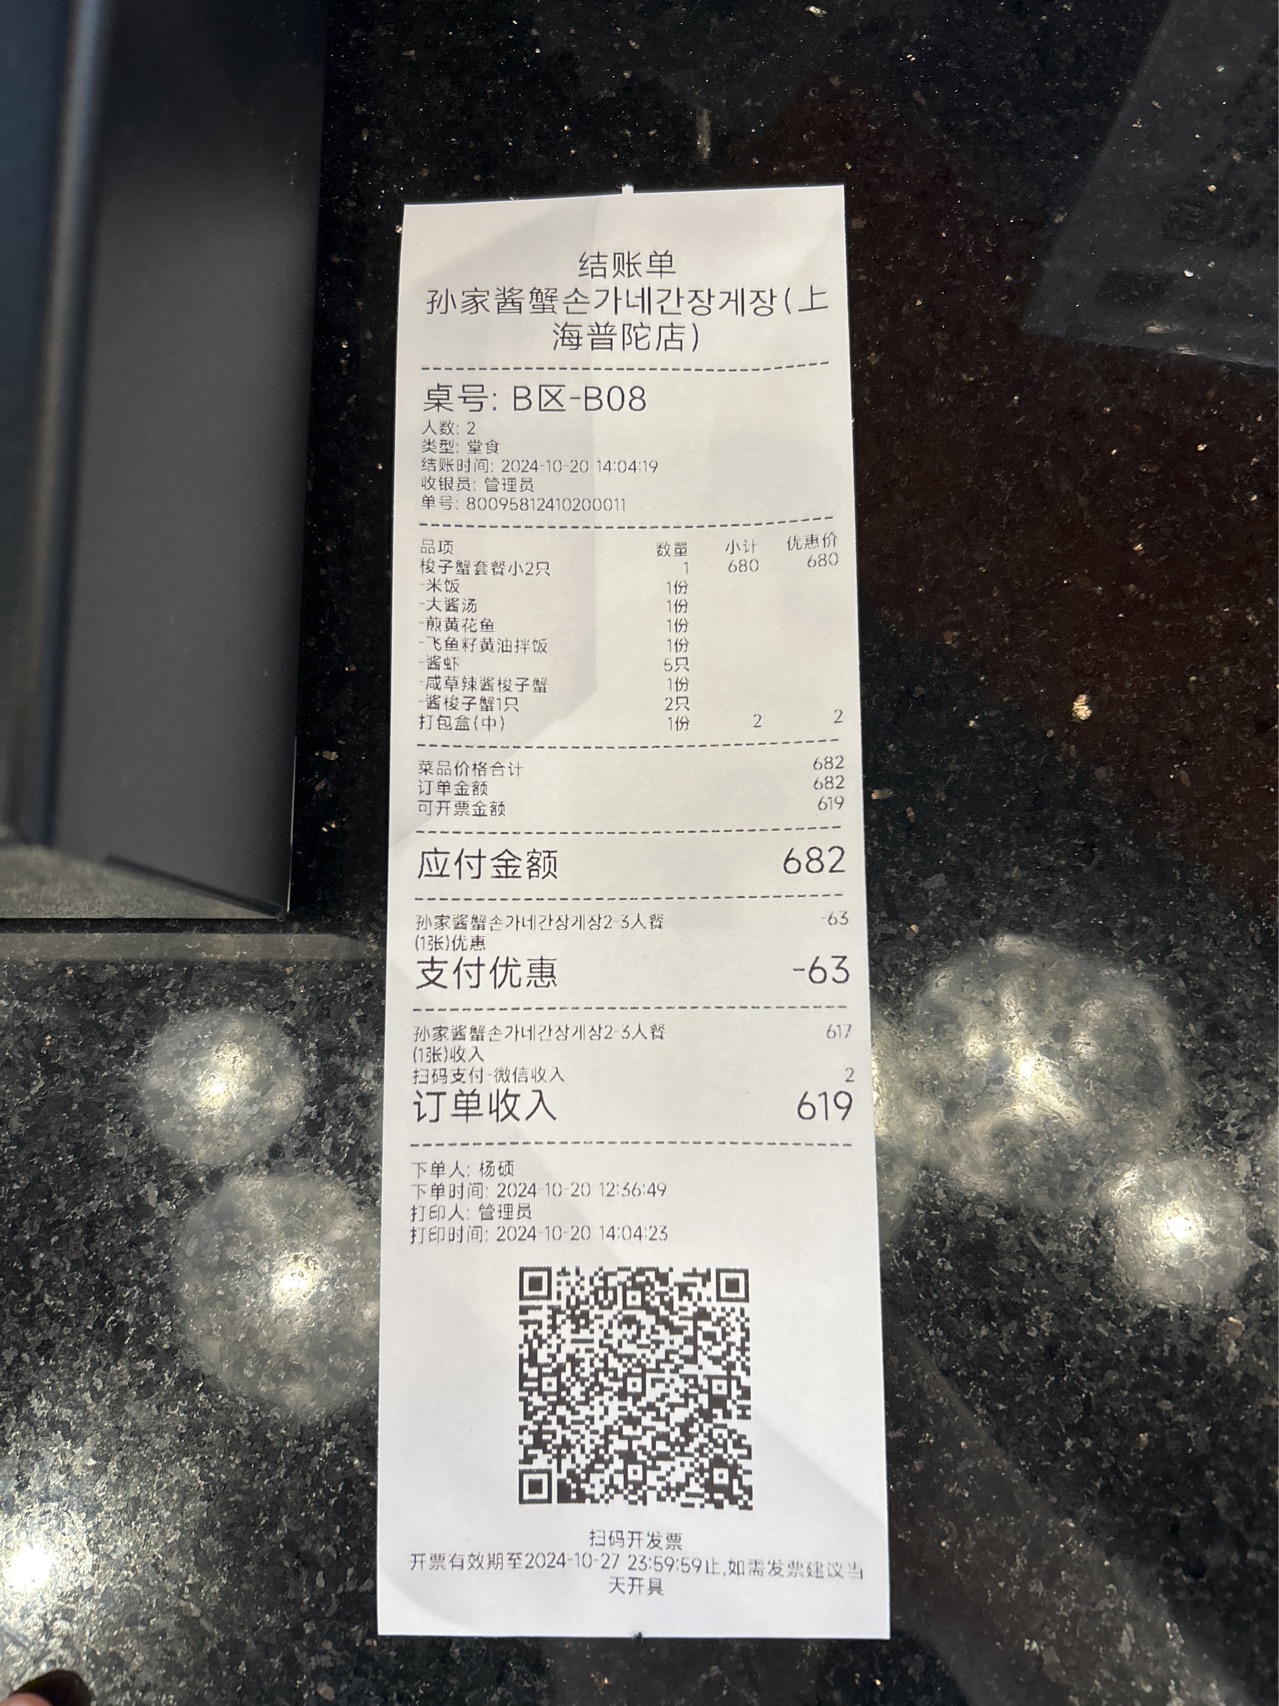 结账单
孙家酱蟹손가네간장게장(上
海普陀店)
桌号: B区-B08
人数: 2
类型: 堂食
结账时间: 2024-10-20 14:04:19
收银员: 管理员
单号: 80095812410200011
品项 数量 小计 优惠价
梭子蟹套餐小2只 1 680 680
-米饭 1份
-大酱汤 1份
-煎黄花鱼 1份
-飞鱼籽黄油拌饭 1份
-酱虾 5只
-咸草辣酱梭子蟹 1份
-酱梭子蟹1只 2只
打包盒(中) 1份 2 2
菜品价格合计 682
订单金额 682
可开票金额 619
应付金额 682
孙家酱蟹손가네간장게장2-3人餐 -63
(1张)优惠
支付优惠 -63
孙家酱蟹손가네간장게장2-3人餐 617
(1张)收入
扫码支付-微信收入 2
订单收入 619
下单人: 杨硕
下单时间: 2024-10-20 12:36:49
打印人: 管理员
打印时间: 2024-10-20 14:04:23
扫码开发票
开票有效期至2024-10-27 23:59:59止,如需发票建议当
天开具